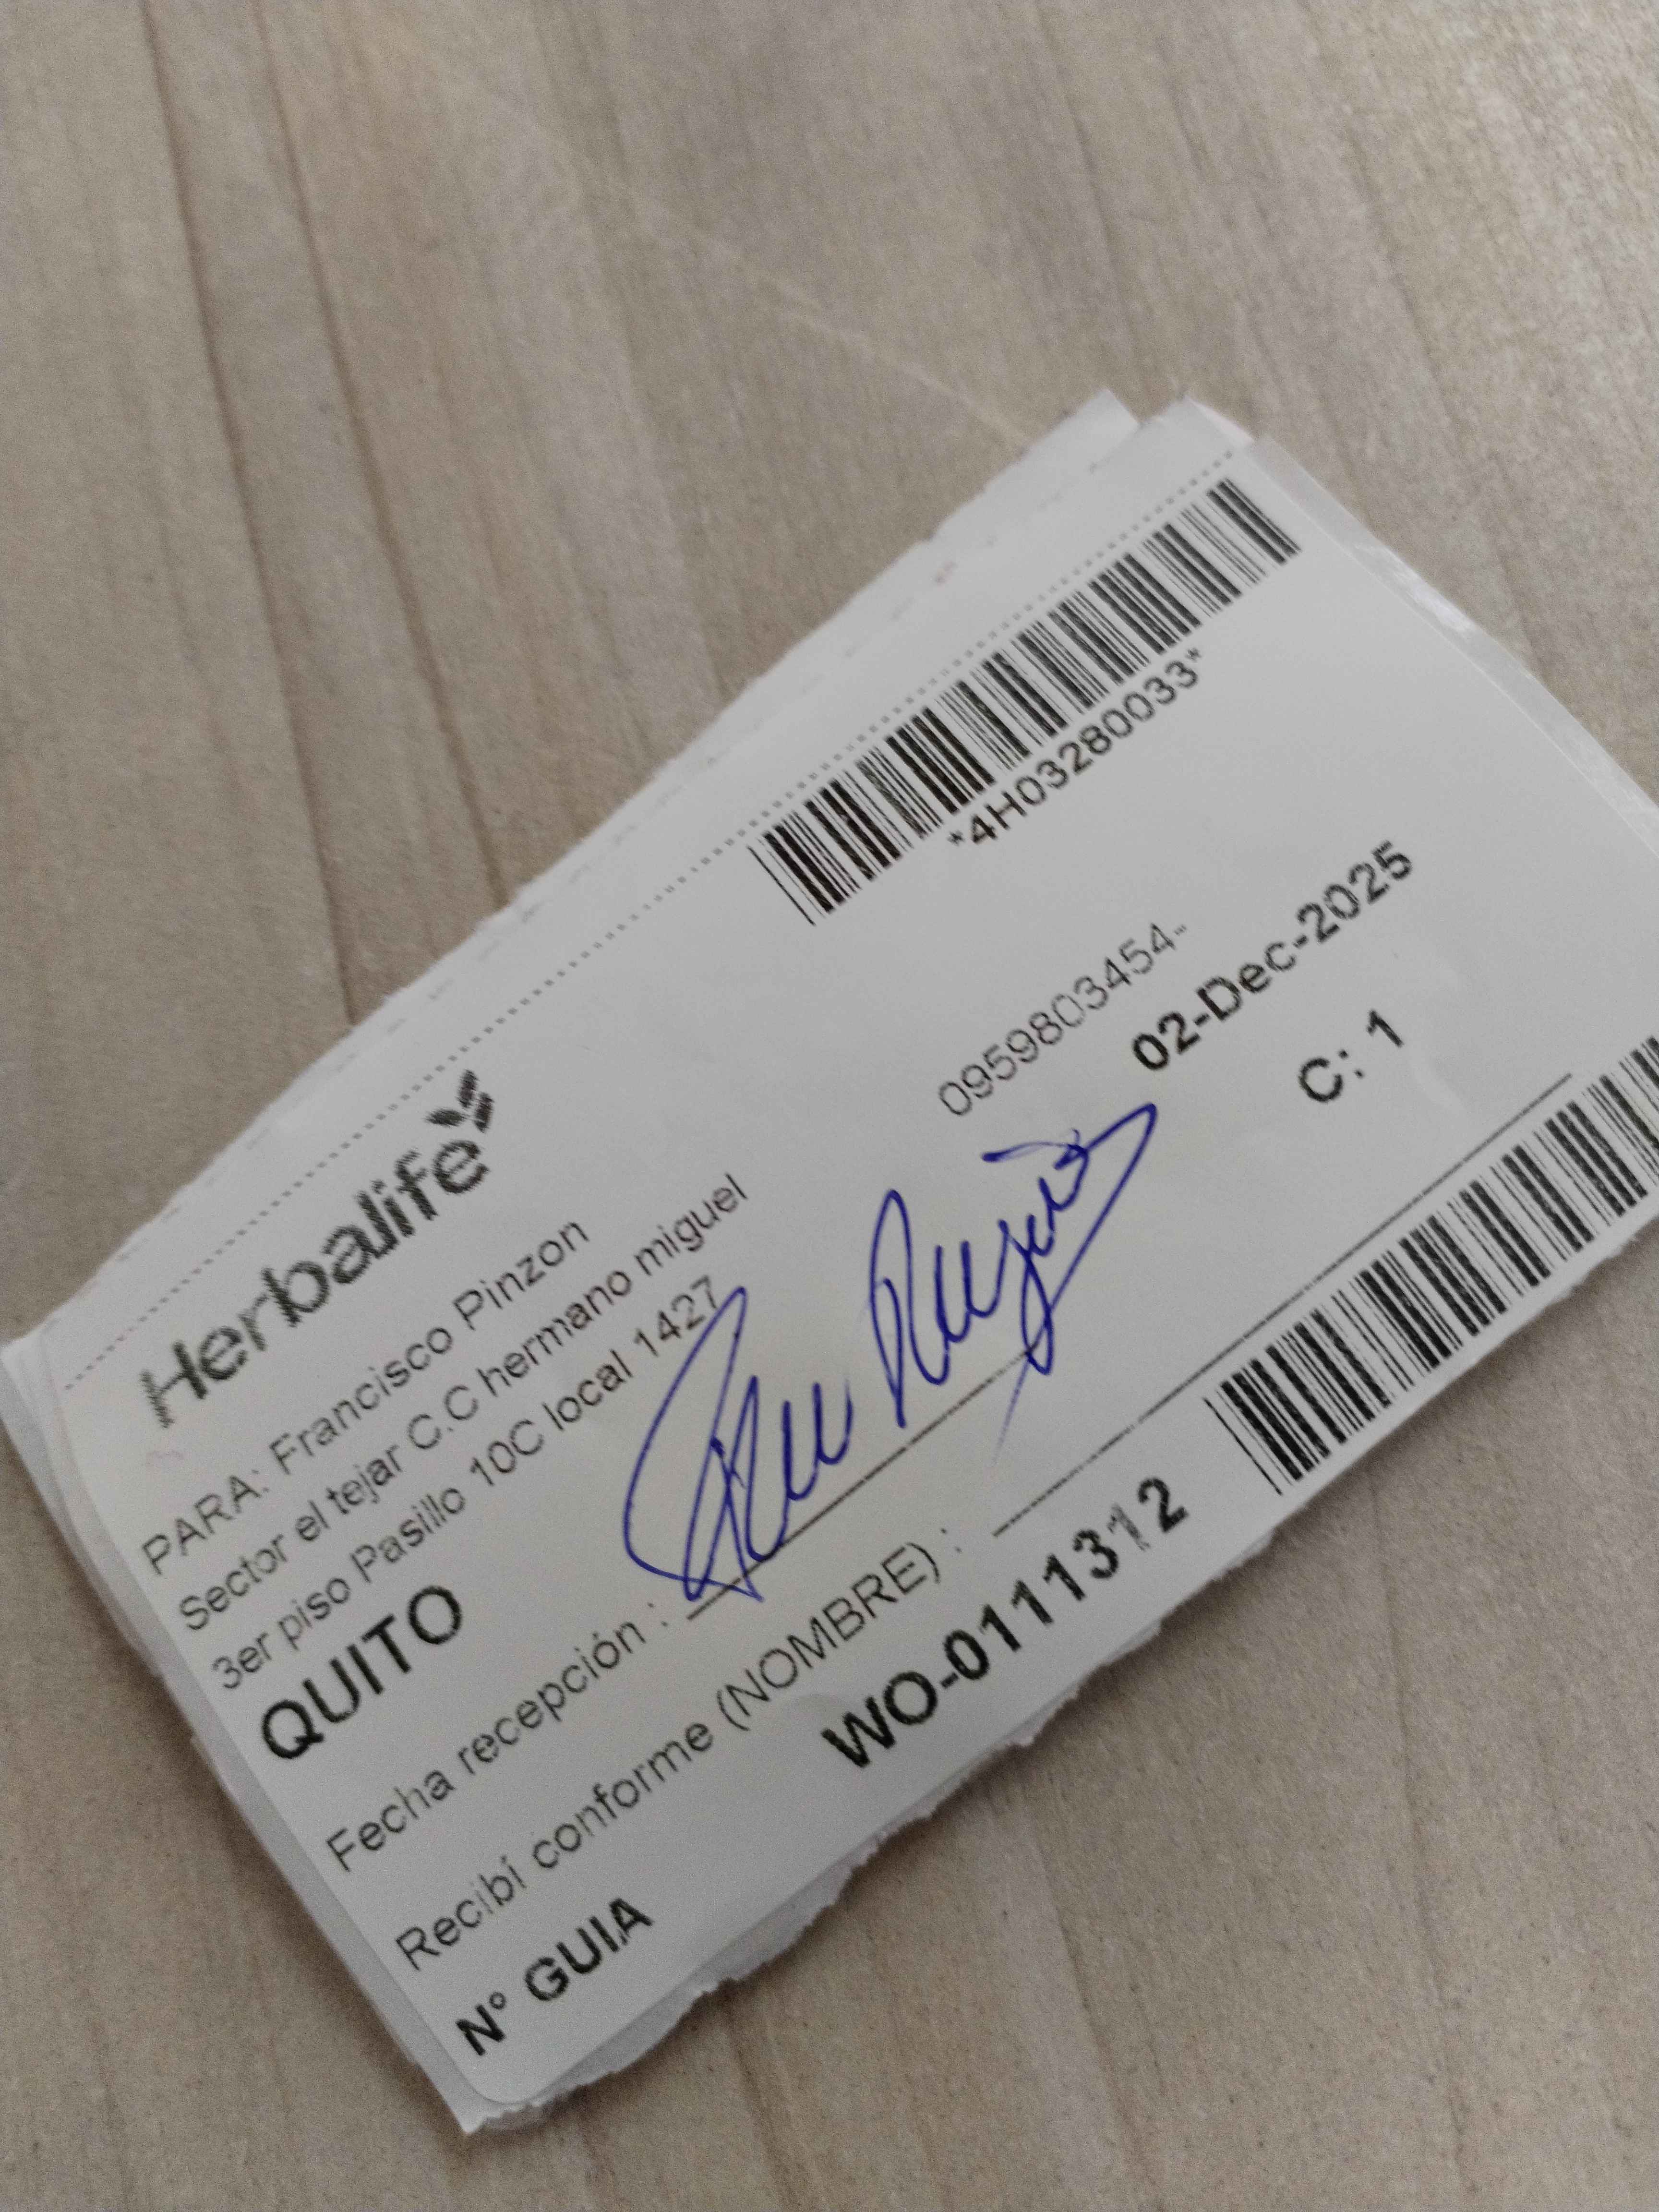 *4H03280033*
Herbalife
PARA: Francisco Pinzon
0959803454-
Sector el tejar C.C hermano miguel
3er piso Pasillo 10C local 1427
02-Dec-2025
QUITO
C: 1
Fecha recepción :
Recibí conforme (NOMBRE) :
N° GUIA WO-0111312